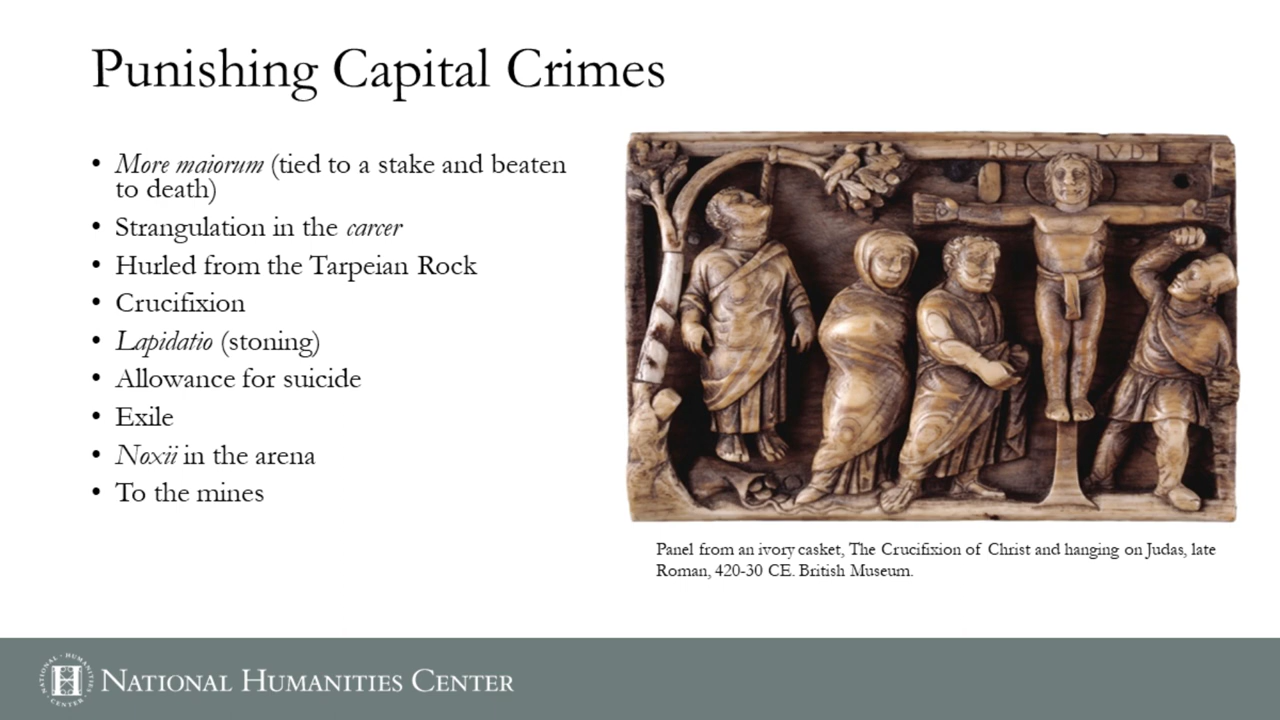 Punishing Capital Crimes
• More maiorum (tied to a stake and beaten
to death)
• Strangulation in the carcer
• Hurled from the Tarpeian Rock
• Crucifixion
• Lapidatio (stoning)
• Allowance for suicide
• Exile
• Noxii in the arena
• To the mines
REX IVD
Panel from an ivory casket, The Crucifixion of Christ and hanging on Judas, late
Roman, 420-30 CE. British Museum.
NATIONAL HUMANITIES CENTER
NATIONAL · HUMANITIES · CENTER